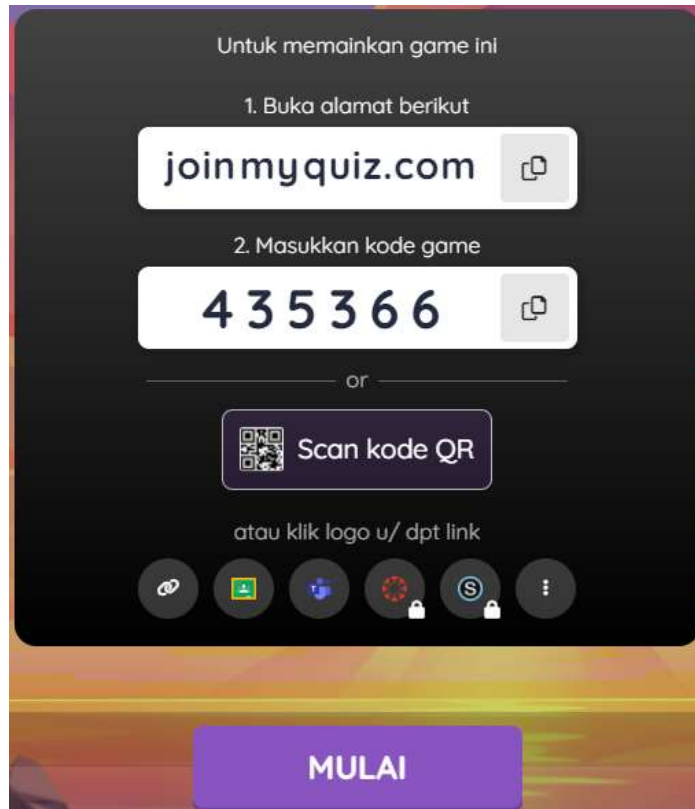 Untuk memainkan game ini
1. Buka alamat berikut
joinmyquiz.com
2. Masukkan kode game
435366
or
Scan kode QR
atau klik logo u/ dpt link
MULAI